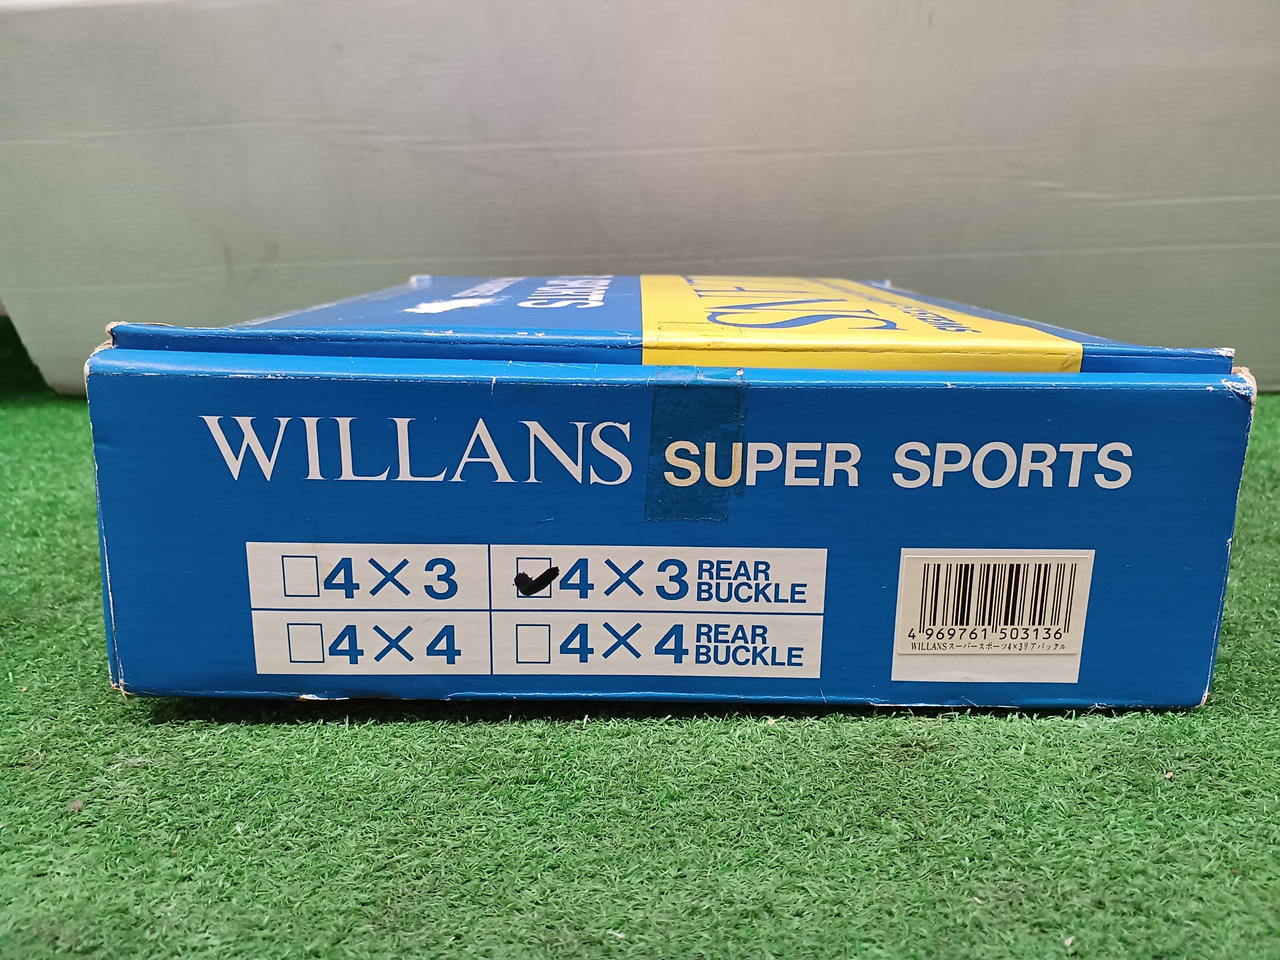 WILLANS SUPER SPORTS
4×3
4×3 REAR BUCKLE
4×4
4×4 REAR BUCKLE
4 969761 503136
WILLANSスーパースポーツ4×3リアバックル